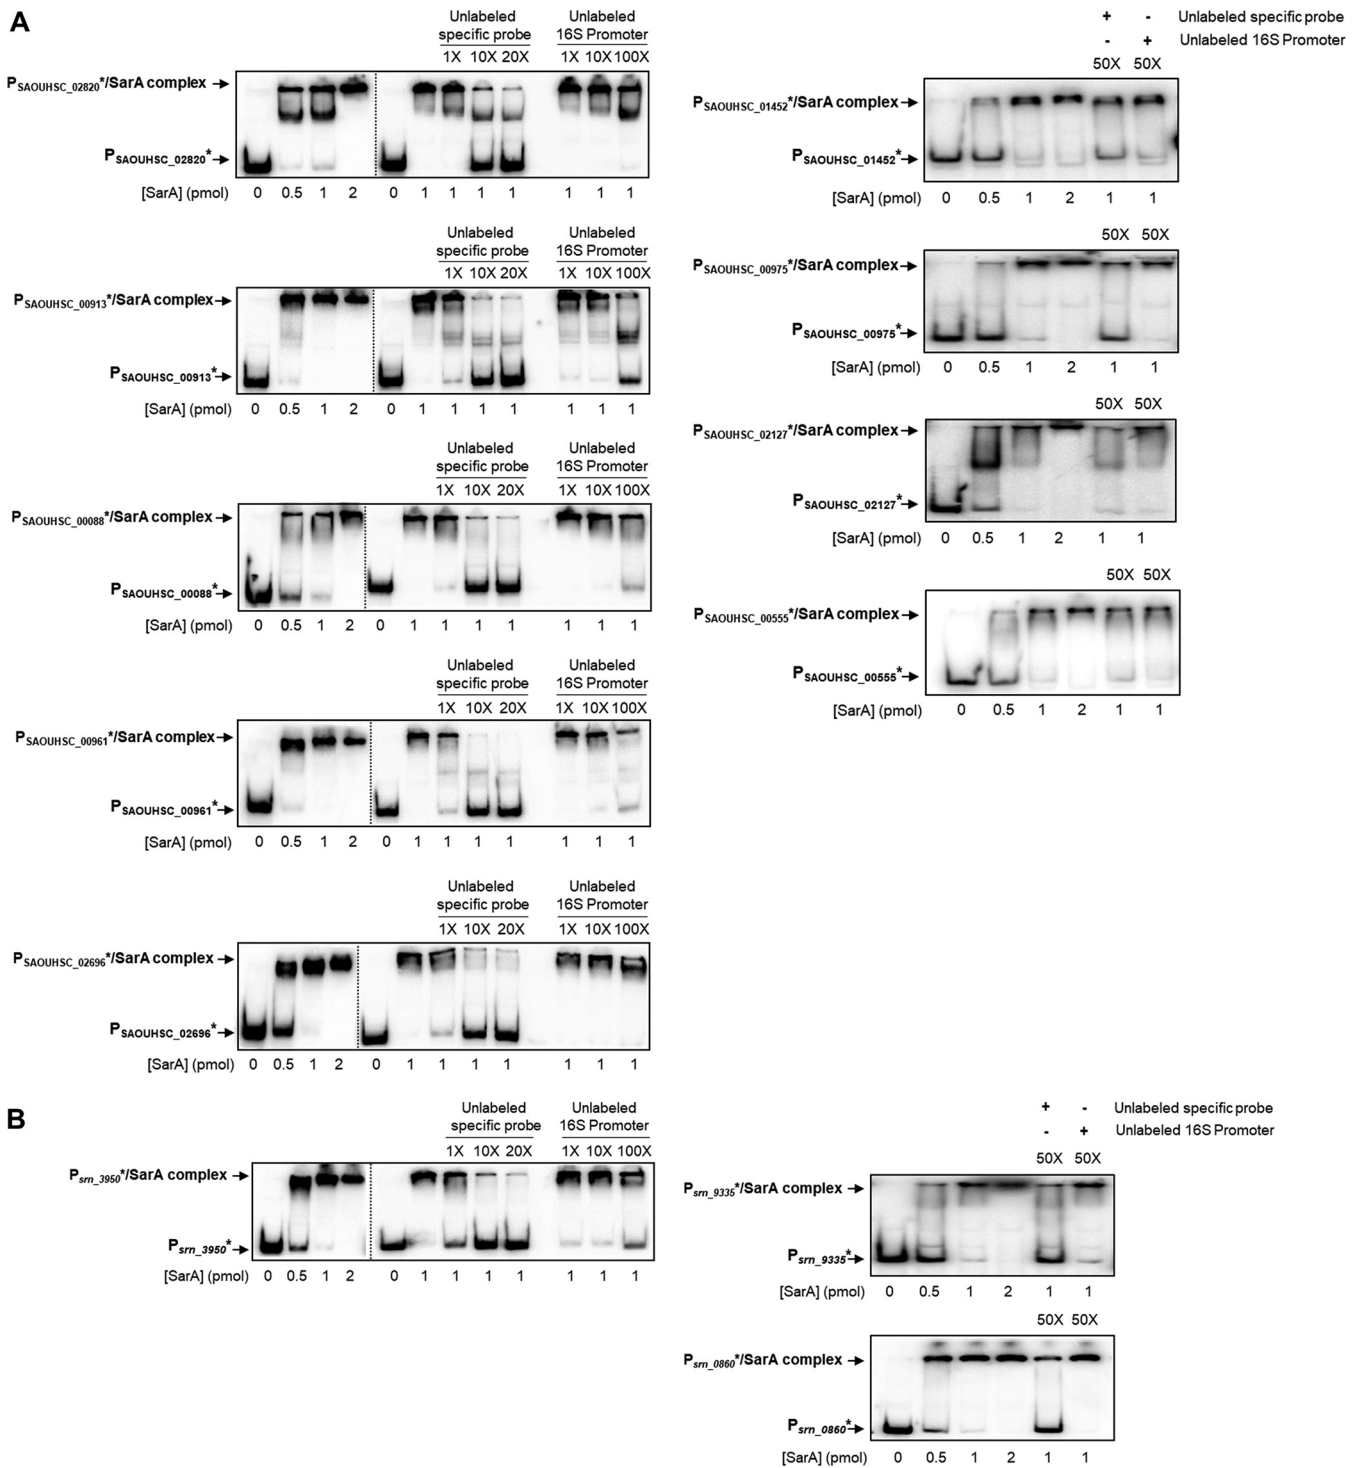 A
Unlabeled specific probe
Unlabeled 16S Promoter
1X 10X 20X 1X 10X 100X
PSAOUHSC_02820*/SarA complex
PSAOUHSC_02820*
[SarA] (pmol) 0 0.5 1 2 0 1 1 1 1 1 1 1
Unlabeled specific probe
Unlabeled 16S Promoter
1X 10X 20X 1X 10X 100X
PSAOUHSC_00913*/SarA complex
PSAOUHSC_00913*
[SarA] (pmol) 0 0.5 1 2 0 1 1 1 1 1 1 1
Unlabeled specific probe
Unlabeled 16S Promoter
1X 10X 20X 1X 10X 100X
PSAOUHSC_00088*/SarA complex
PSAOUHSC_00088*
[SarA] (pmol) 0 0.5 1 2 0 1 1 1 1 1 1 1
Unlabeled specific probe
Unlabeled 16S Promoter
1X 10X 20X 1X 10X 100X
PSAOUHSC_00961*/SarA complex
PSAOUHSC_00961*
[SarA] (pmol) 0 0.5 1 2 0 1 1 1 1 1 1 1
Unlabeled specific probe
Unlabeled 16S Promoter
1X 10X 20X 1X 10X 100X
PSAOUHSC_02696*/SarA complex
PSAOUHSC_02696*
[SarA] (pmol) 0 0.5 1 2 0 1 1 1 1 1 1 1
+ - Unlabeled specific probe
- + Unlabeled 16S Promoter
50X 50X
PSAOUHSC_01452*/SarA complex
PSAOUHSC_01452*
[SarA] (pmol) 0 0.5 1 2 1 1
50X 50X
PSAOUHSC_00975*/SarA complex
PSAOUHSC_00975*
[SarA] (pmol) 0 0.5 1 2 1 1
50X 50X
PSAOUHSC_02127*/SarA complex
PSAOUHSC_02127*
[SarA] (pmol) 0 0.5 1 2 1 1
50X 50X
PSAOUHSC_00555*/SarA complex
PSAOUHSC_00555*
[SarA] (pmol) 0 0.5 1 2 1 1
B
Unlabeled specific probe
Unlabeled 16S Promoter
1X 10X 20X 1X 10X 100X
Psrn_3950*/SarA complex
Psrn_3950*
[SarA] (pmol) 0 0.5 1 2 0 1 1 1 1 1 1 1
+ - Unlabeled specific probe
- + Unlabeled 16S Promoter
50X 50X
Psrn_9335*/SarA complex
Psrn_9335*
[SarA] (pmol) 0 0.5 1 2 1 1
50X 50X
Psrn_0860*/SarA complex
Psrn_0860*
[SarA] (pmol) 0 0.5 1 2 1 1